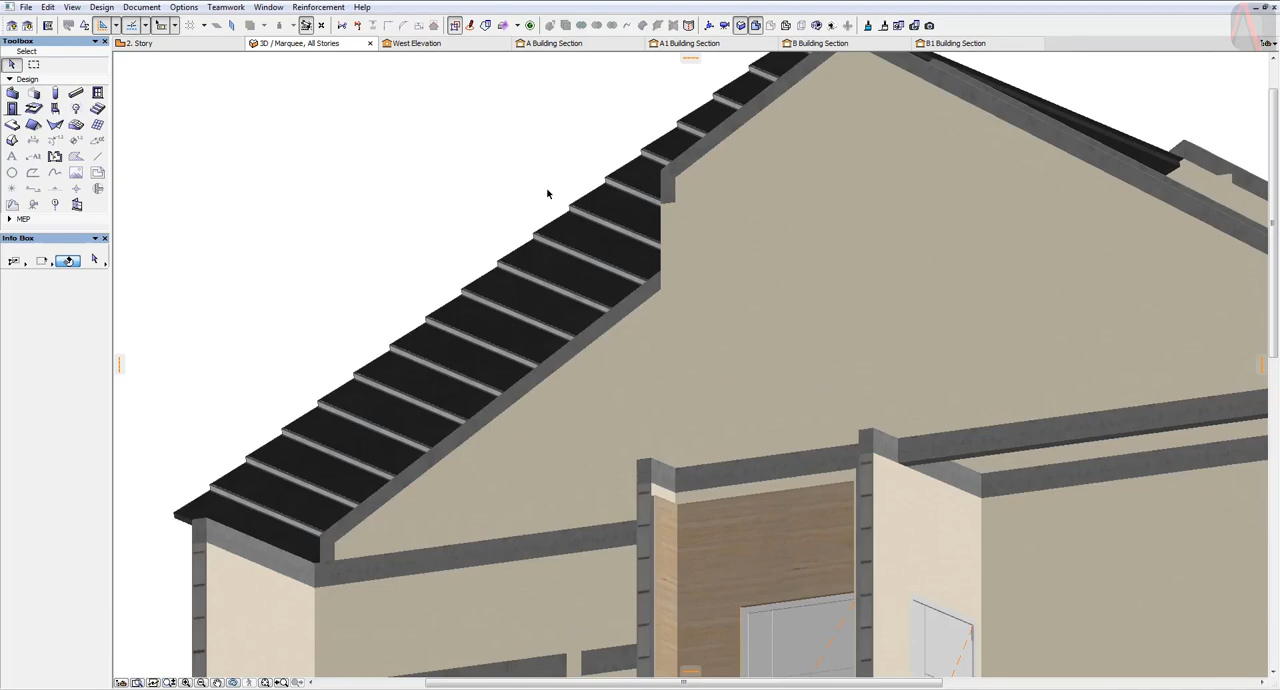 File Edit View Design Document Options Teamwork Window Reinforcement Help
Toolbox
Select
Design
MEP
Info Box
2. Story 3D / Marquee, All Stories West Elevation A Building Section A1 Building Section B Building Section B1 Building Section